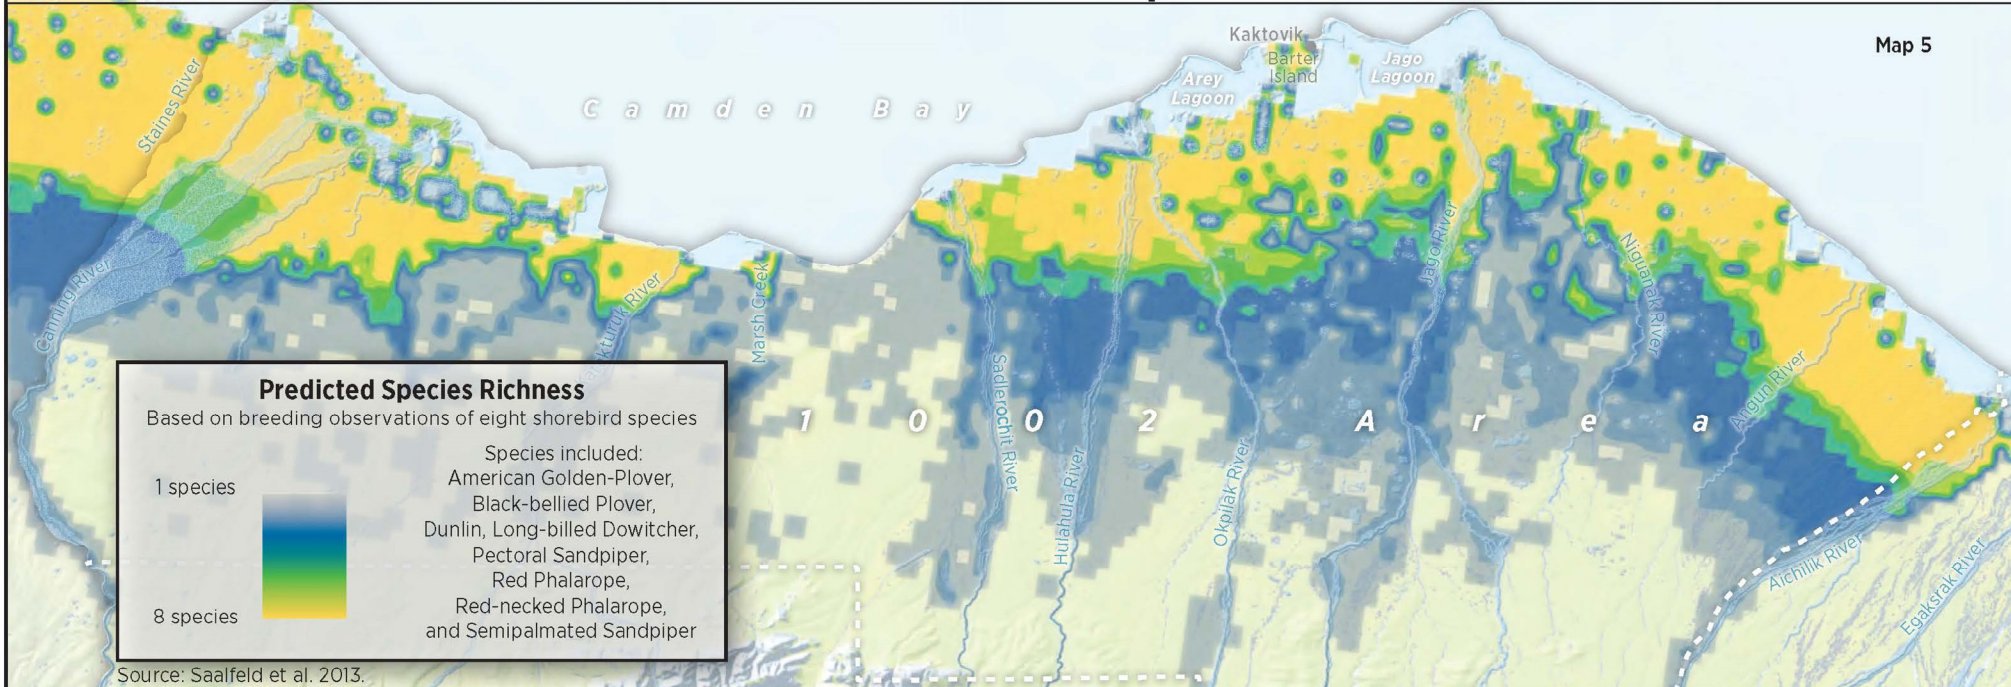 Map 5
Kaktovik
Barter
Island
Arey
Lagoon
Jago
Lagoon
Camden Bay
Staines River
Canning River
Marsh Creek
River
Sadlerochit River
Hulahula River
Okpilak River
Jago River
Niguanak River
Angun River
Aichilik River
Egaksrak River
1002 Area
Predicted Species Richness
Based on breeding observations of eight shorebird species
1 species
8 species
Species included:
American Golden-Plover,
Black-bellied Plover,
Dunlin, Long-billed Dowitcher,
Pectoral Sandpiper,
Red Phalarope,
Red-necked Phalarope,
and Semipalmated Sandpiper
Source: Saalfeld et al. 2013.